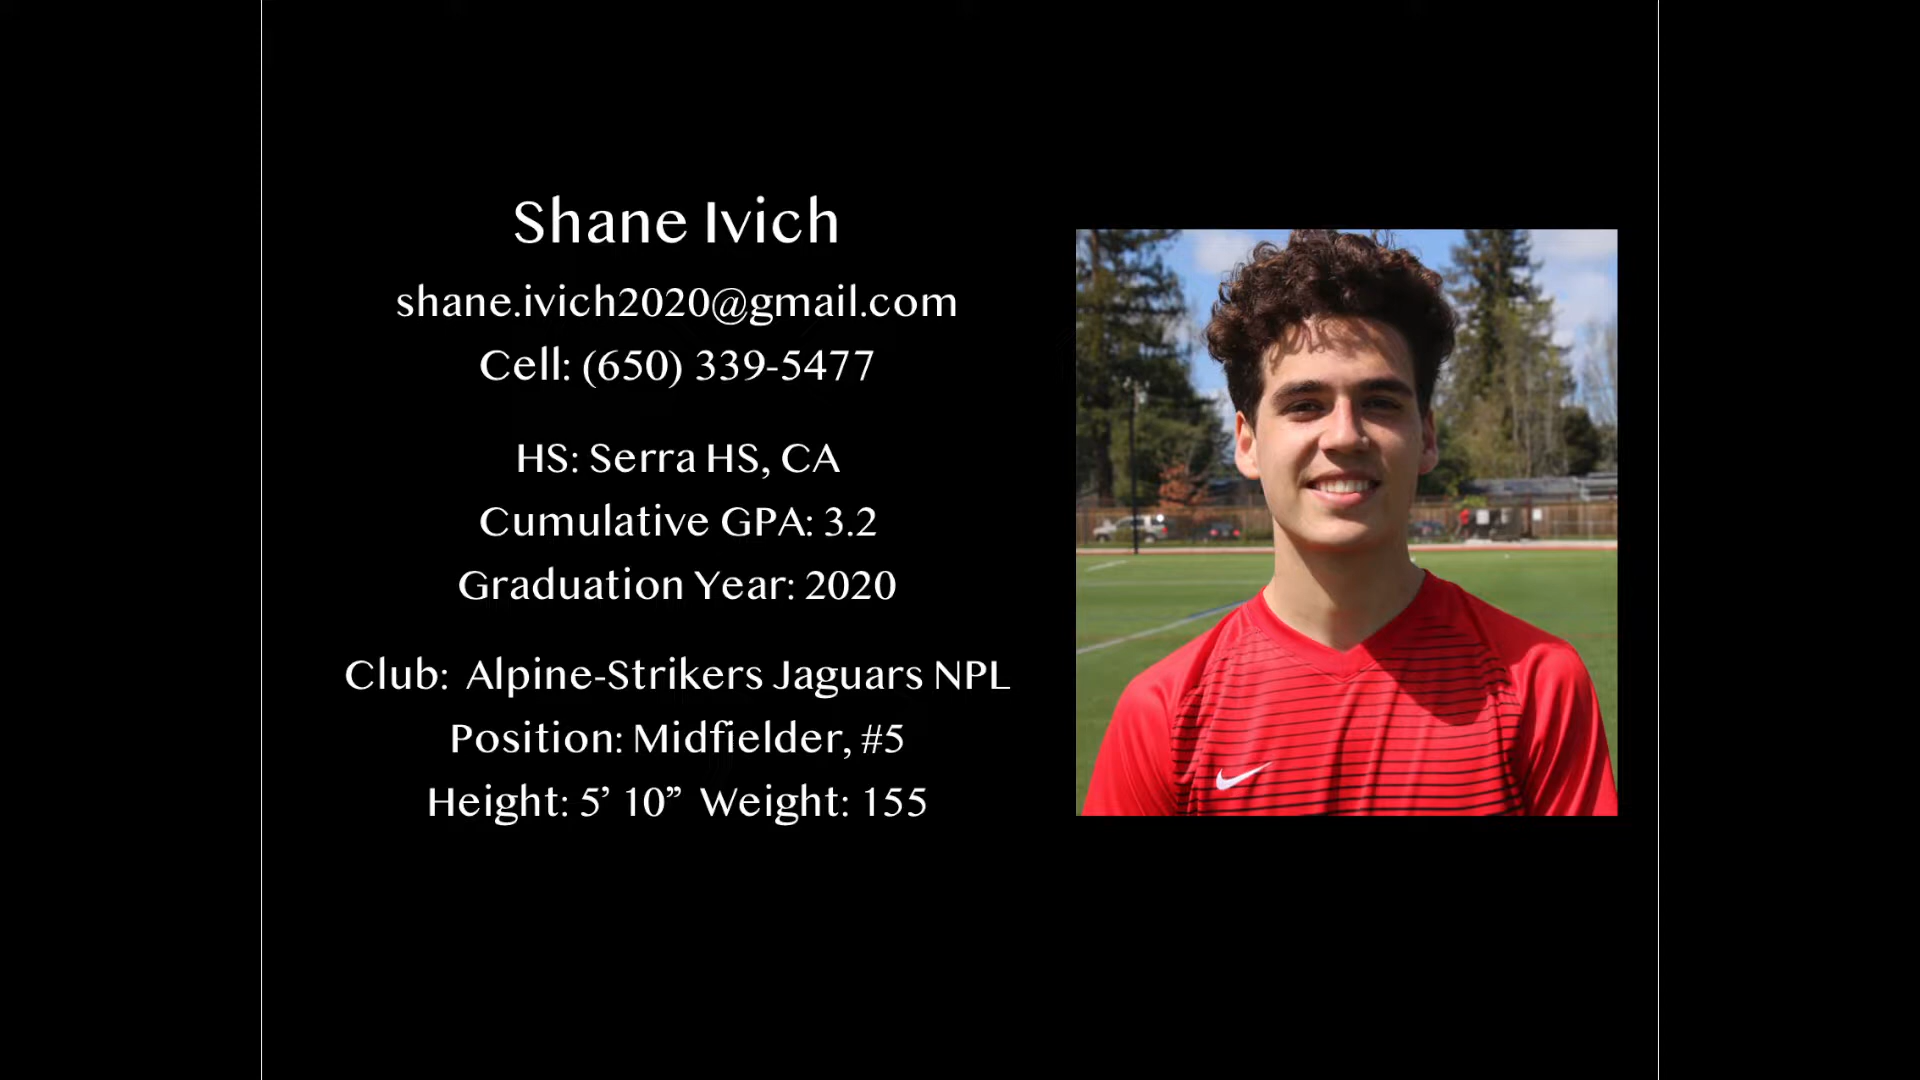 Shane Ivich
shane.ivich2020@gmail.com
Cell: (650) 339-5477
HS: Serra HS, CA
Cumulative GPA: 3.2
Graduation Year: 2020
Club: Alpine-Strikers Jaguars NPL
Position: Midfielder, #5
Height: 5’ 10” Weight: 155